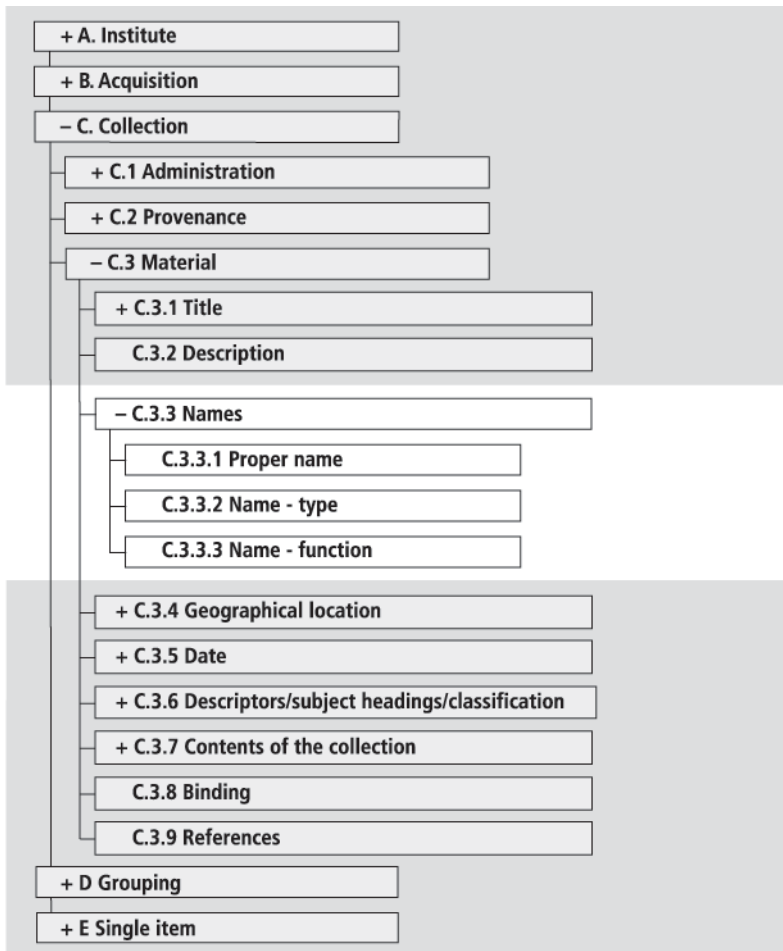 + A. Institute
+ B. Acquisition
– C. Collection
+ C.1 Administration
+ C.2 Provenance
– C.3 Material
+ C.3.1 Title
C.3.2 Description
– C.3.3 Names
C.3.3.1 Proper name
C.3.3.2 Name - type
C.3.3.3 Name - function
+ C.3.4 Geographical location
+ C.3.5 Date
+ C.3.6 Descriptors/subject headings/classification
+ C.3.7 Contents of the collection
C.3.8 Binding
C.3.9 References
+ D Grouping
+ E Single item